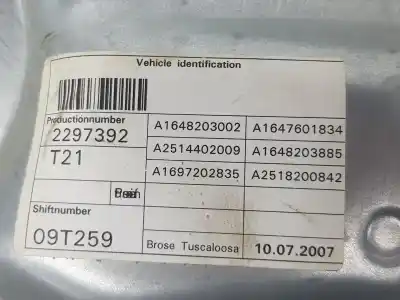 Vehicle identification
Productionnumber
2297392
T21
A1648203002 A1647601834
A2514402009 A1648203885
A1697202835 A2518200842
Shiftnumber
09T259
Brose Tuscaloosa 10.07.2007